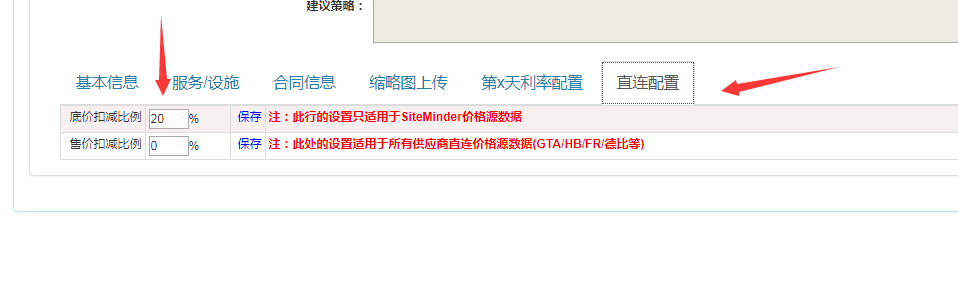 建议策略：
基本信息 服务/设施 合同信息 缩略图上传 第x天利率配置 直连配置
底价扣减比例 20 % 保存 注：此行的设置只适用于SiteMinder价格源数据
售价扣减比例 0 % 保存 注：此处的设置适用于所有供应商直连价格源数据(GTA/HB/FR/德比等)